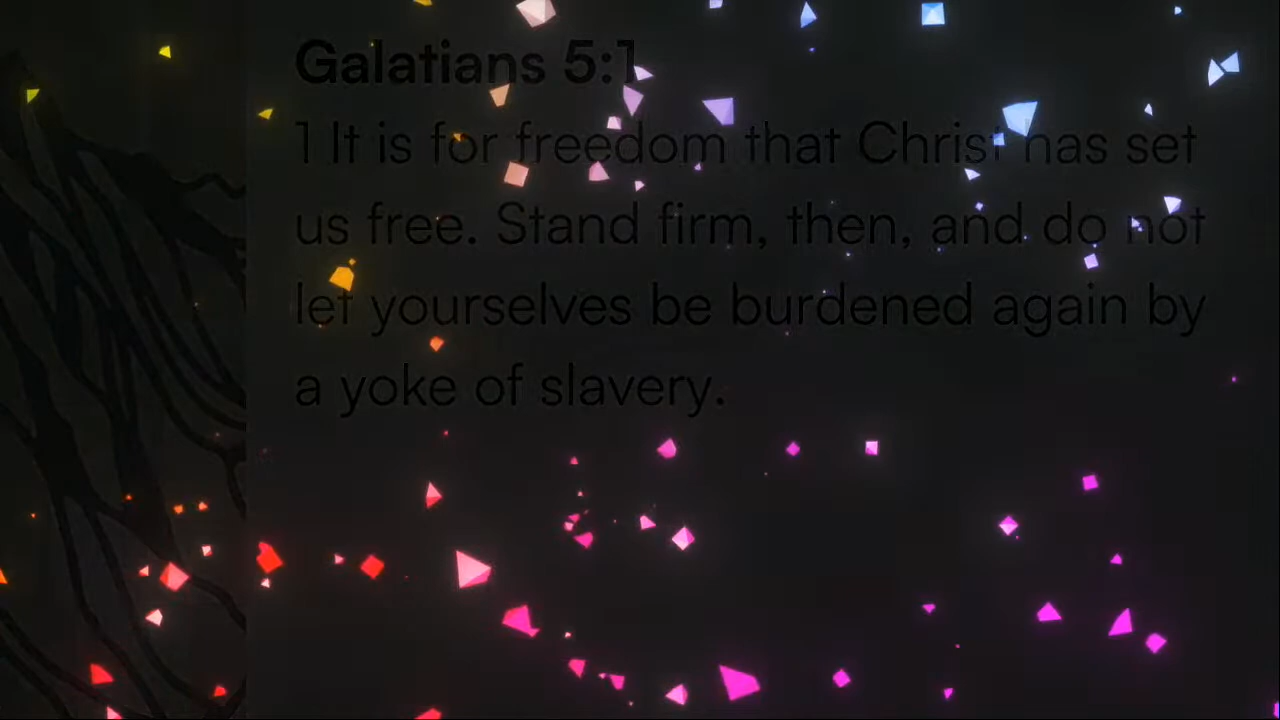 Galatians 5:1
1 It is for freedom that Christ has set
us free. Stand firm, then, and do not
let yourselves be burdened again by
a yoke of slavery.